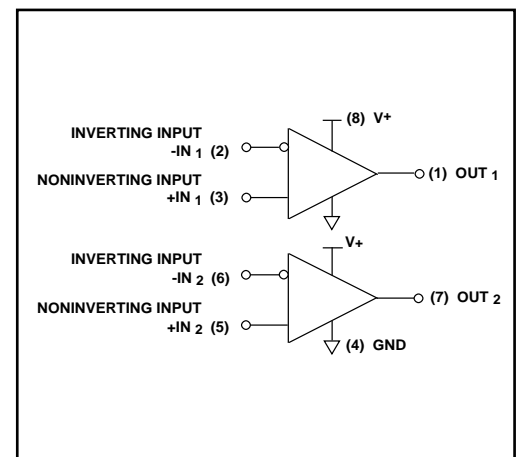 (8) V+
INVERTING INPUT
-IN 1 (2)
(1) OUT 1
NONINVERTING INPUT
+IN 1 (3)
V+
INVERTING INPUT
-IN 2 (6)
(7) OUT 2
NONINVERTING INPUT
+IN 2 (5)
(4) GND